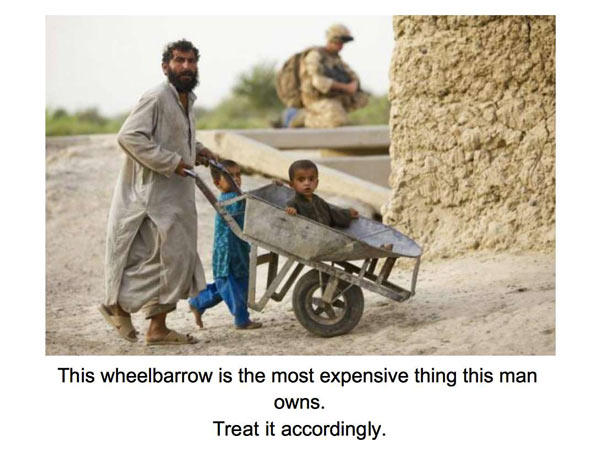 This wheelbarrow is the most expensive thing this man
owns.
Treat it accordingly.